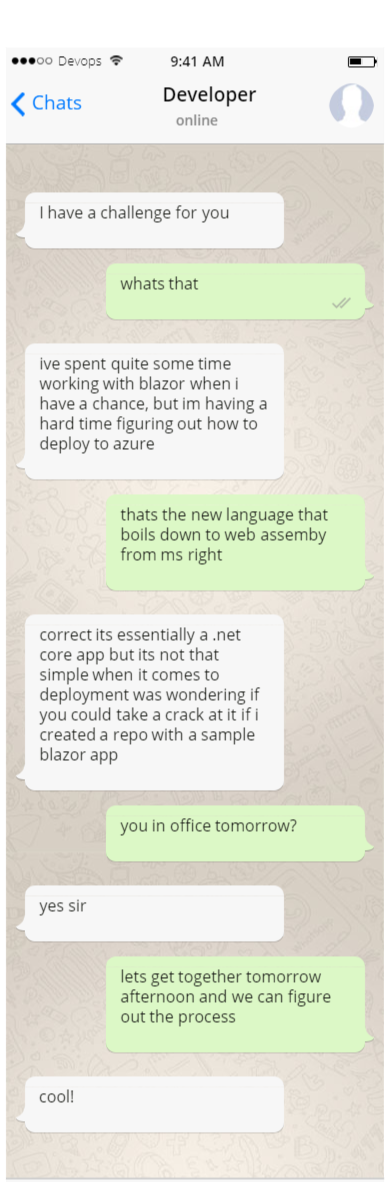 ●●●○○ Devops 9:41 AM
Chats
Developer
online
I have a challenge for you
whats that
ive spent quite some time
working with blazor when i
have a chance, but im having a
hard time figuring out how to
deploy to azure
thats the new language that
boils down to web assemby
from ms right
correct its essentially a .net
core app but its not that
simple when it comes to
deployment was wondering if
you could take a crack at it if i
created a repo with a sample
blazor app
you in office tomorrow?
yes sir
lets get together tomorrow
afternoon and we can figure
out the process
cool!